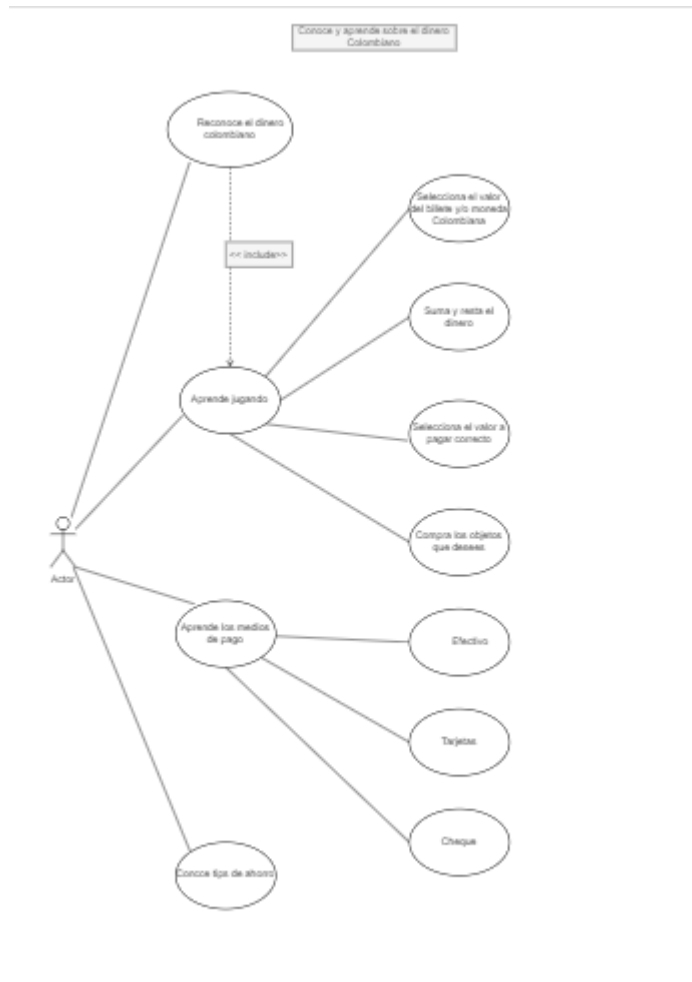 Conoce y aprende sobre el dinero
Colombiano
Reconoce el dinero
colombiano
<< include>>
Selecciona el valor
del billete y/o moneda
Colombiana
Suma y resta el
dinero
Aprende jugando
Selecciona el valor a
pagar correcto
Compra los objetos
que desees
Actor
Aprende los medios
de pago
Efectivo
Tarjetas
Cheque
Conoce tips de ahorro